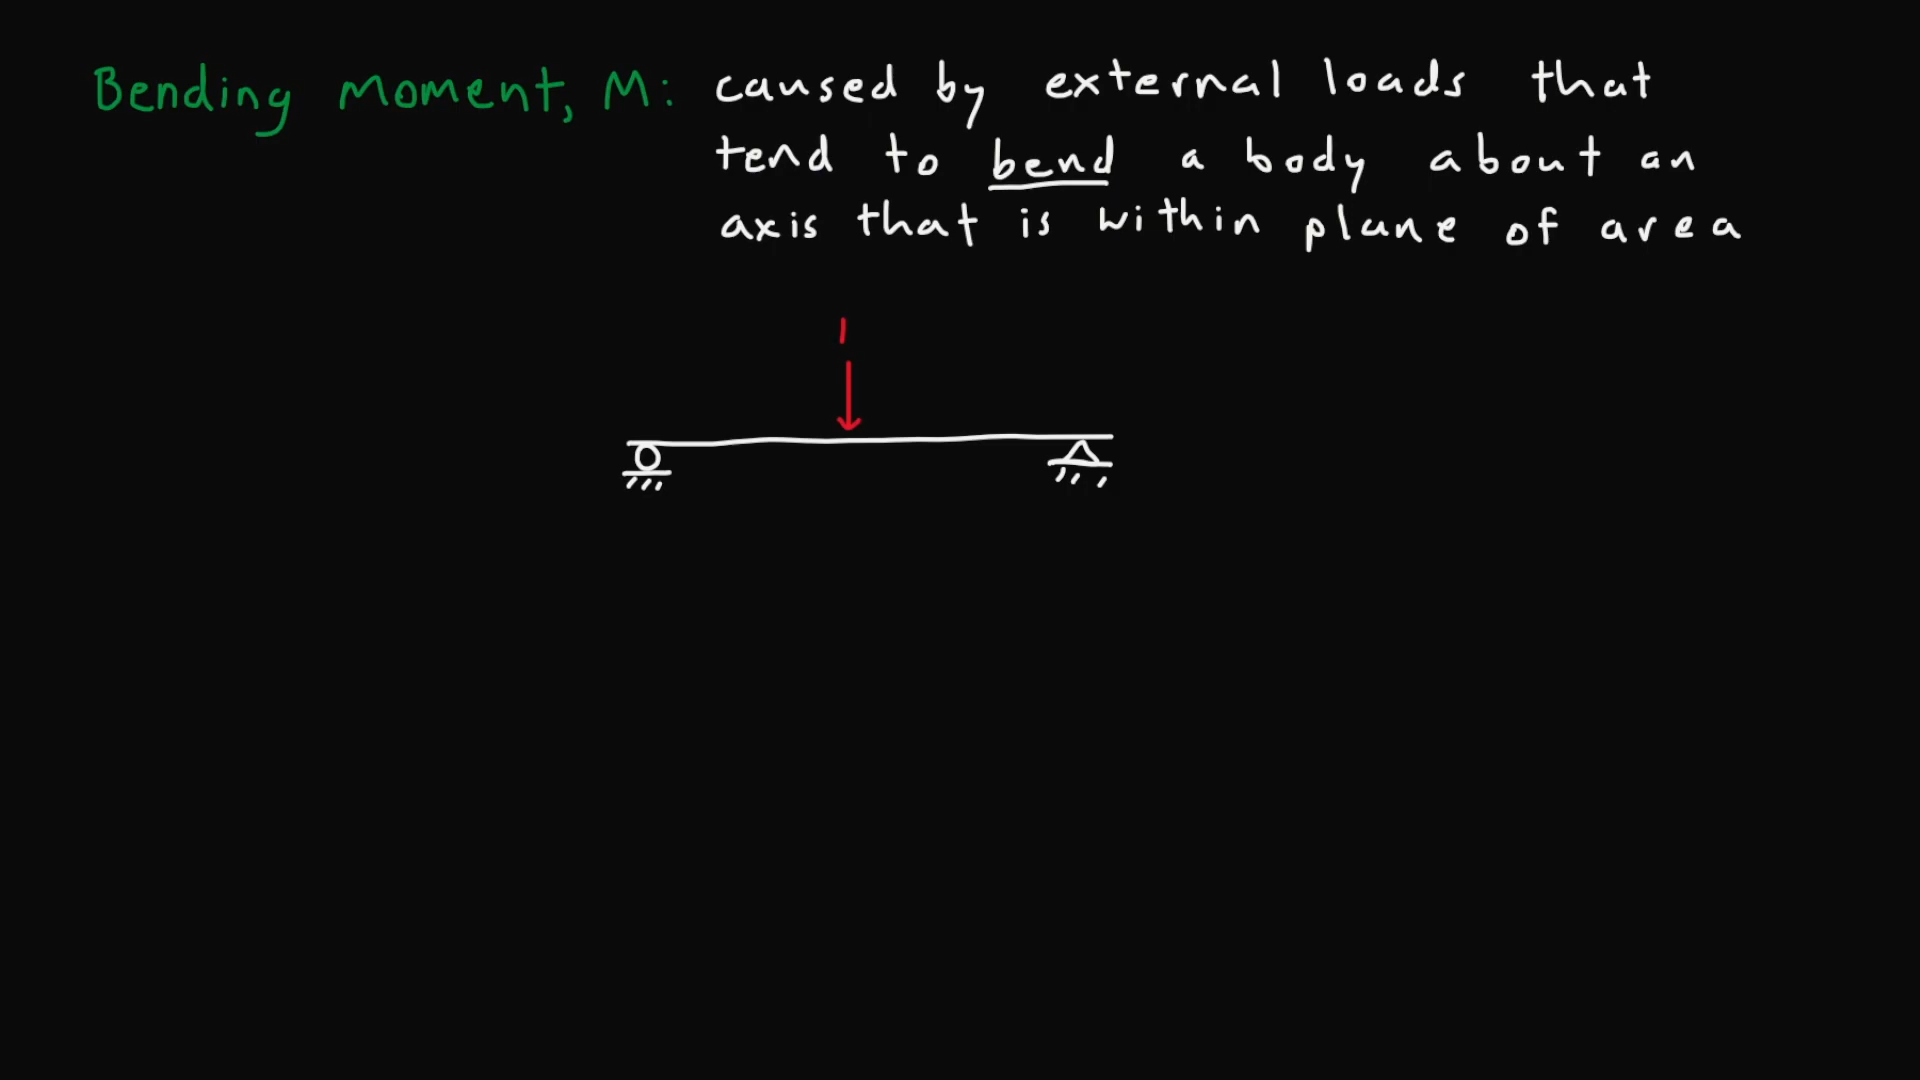 Bending moment, M: caused by external loads that
tend to bend a body about an
axis that is within plane of area